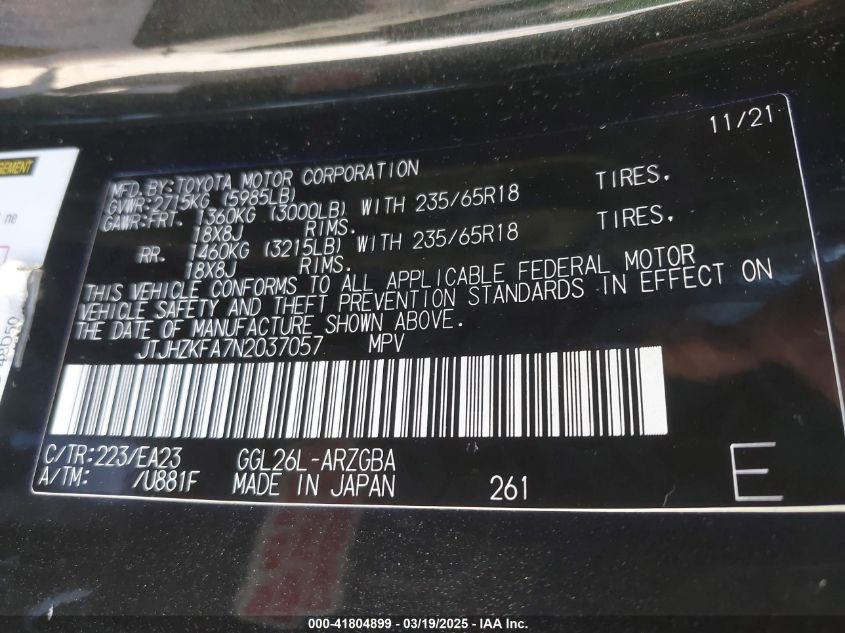 11/21
MFD.BY:TOYOTA MOTOR CORPORATION
GVWR:2715KG (5985LB)
GAWR:FRT. 1360KG (3000LB) WITH 235/65R18 TIRES.
18X8J RIMS.
RR. 1460KG (3215LB) WITH 235/65R18 TIRES.
18X8J RIMS.
THIS VEHICLE CONFORMS TO ALL APPLICABLE FEDERAL MOTOR
VEHICLE SAFETY AND THEFT PREVENTION STANDARDS IN EFFECT ON
THE DATE OF MANUFACTURE SHOWN ABOVE.
JTJHZKFA7N2037057 MPV
C/TR:223/EA23 GGL26L-ARZGBA
A/TM: /U881F MADE IN JAPAN 261 E
ne
000-41804899 — 03/19/2025 — IAA Inc.